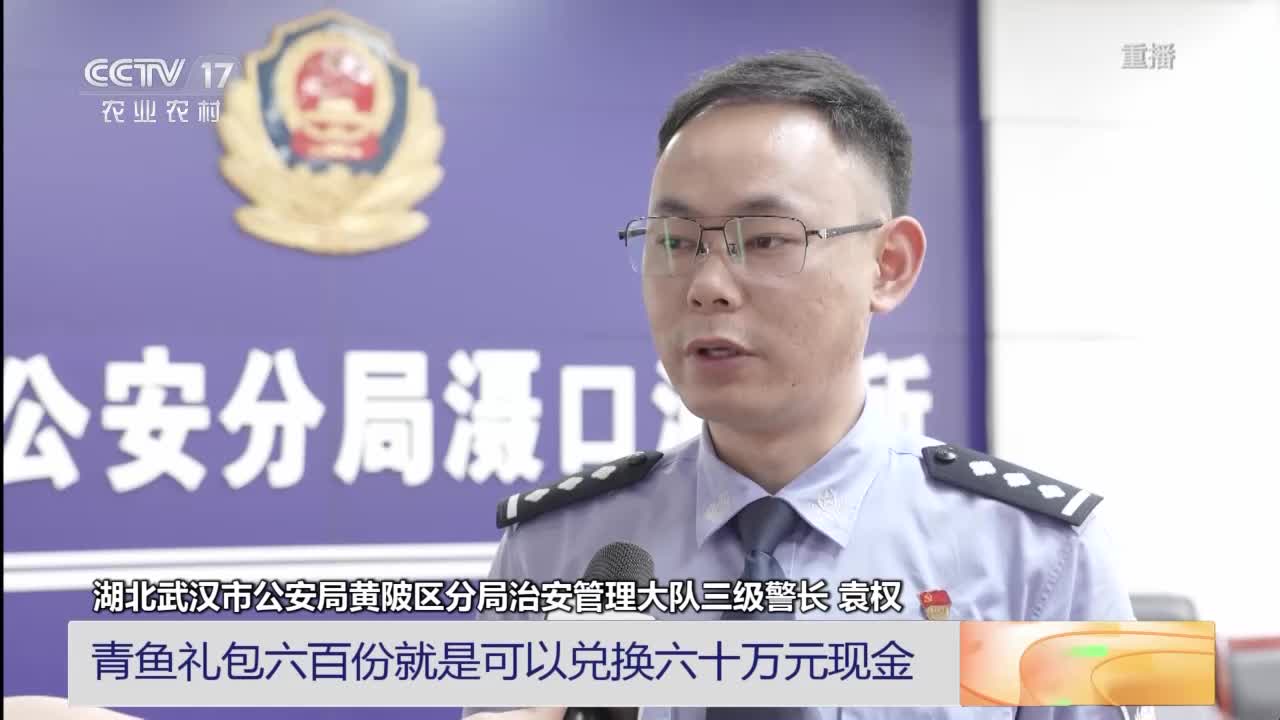 CCTV 17
农业农村
重播
公安分局滠口
所
湖北武汉市公安局黄陂区分局治安管理大队三级警长 袁权
青鱼礼包六百份就是可以兑换六十万元现金